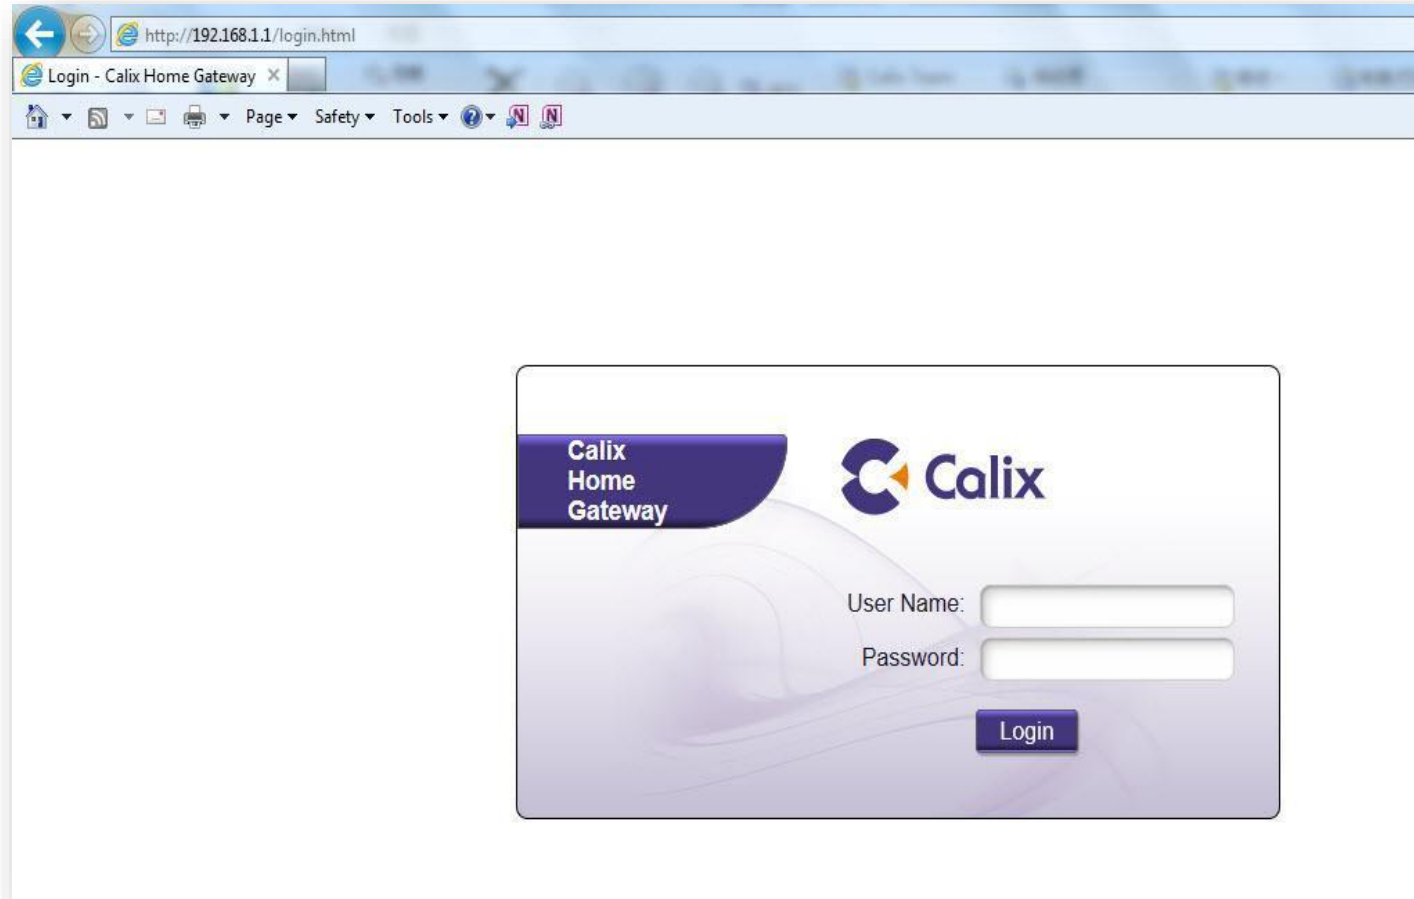 http://192.168.1.1/login.html
Login - Calix Home Gateway
Page Safety Tools
Calix
Home
Gateway
Calix
User Name:
Password:
Login